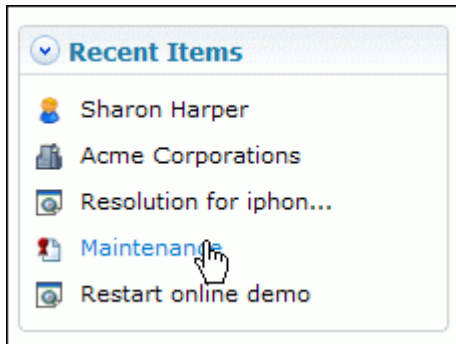 Recent Items
Sharon Harper
Acme Corporations
Resolution for iphon...
Maintenance
Restart online demo